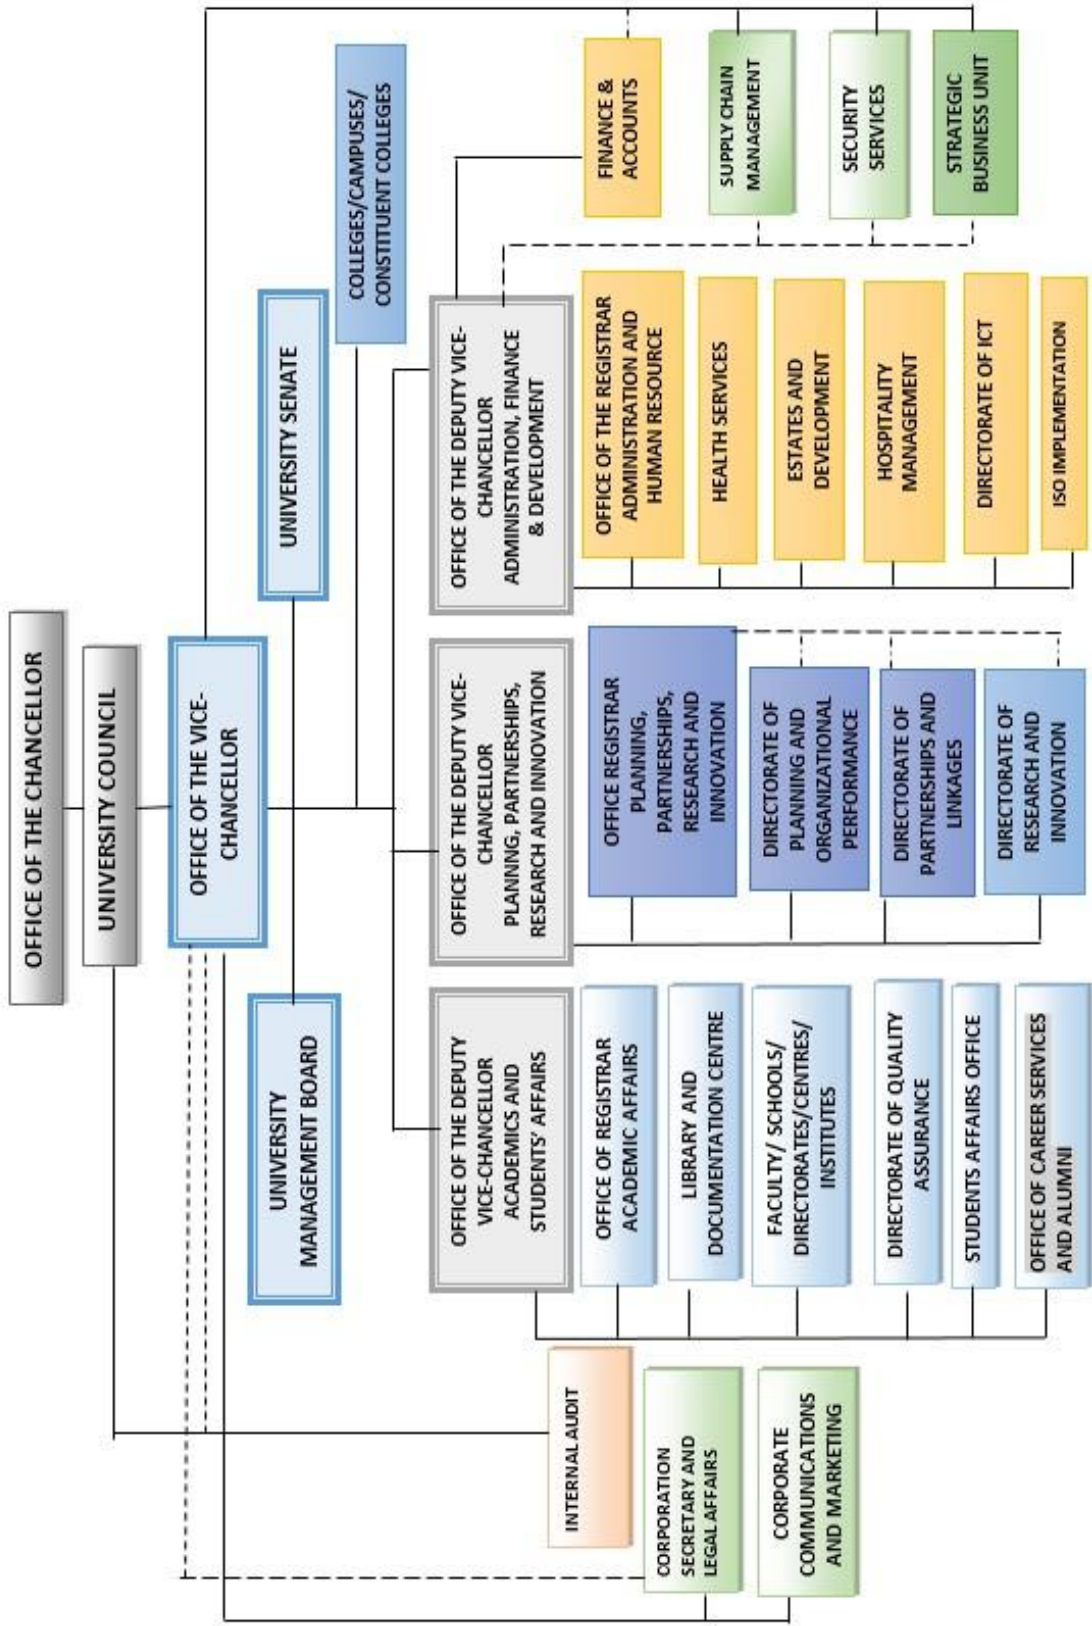 OFFICE OF THE CHANCELLOR
UNIVERSITY COUNCIL
OFFICE OF THE VICE-
CHANCELLOR
UNIVERSITY
MANAGEMENT BOARD
UNIVERSITY SENATE
COLLEGES/CAMPUSES/
CONSTITUENT COLLEGES
OFFICE OF THE DEPUTY
VICE-CHANCELLOR
ACADEMICS AND
STUDENTS' AFFAIRS
OFFICE OF THE DEPUTY VICE-
CHANCELLOR
PLANNNG, PARTNERSHIPS,
RESEARCH AND INNOVATION
OFFICE OF THE DEPUTY VICE-
CHANCELLOR
ADMINISTRATION, FINANCE
& DEVELOPMENT
INTERNAL AUDIT
CORPORATION
SECRETARY AND
LEGAL AFFAIRS
CORPORATE
COMMUNICATIONS
AND MARKETING
OFFICE OF REGISTRAR
ACADEMIC AFFAIRS
LIBRARY AND
DOCUMENTATION CENTRE
FACULTY/ SCHOOLS/
DIRECTORATES/CENTRES/
INSTITUTES
DIRECTORATE OF QUALITY
ASSURANCE
STUDENTS AFFAIRS OFFICE
OFFICE OF CAREER SERVICES
AND ALUMNI
OFFICE REGISTRAR
PLANNING,
PARTNERSHIPS,
RESEARCH AND
INNOVATION
DIRECTORATE OF
PLANNING AND
ORGANIZATIONAL
PERFORMANCE
DIRECTORATE OF
PARTNERSHIPS AND
LINKAGES
DIRECTORATE OF
RESEARCH AND
INNOVATION
OFFICE OF THE REGISTRAR
ADMINISTRATION AND
HUMAN RESOURCE
HEALTH SERVICES
ESTATES AND
DEVELOPMENT
HOSPITALITY
MANAGEMENT
DIRECTORATE OF ICT
ISO IMPLEMENTATION
FINANCE &
ACCOUNTS
SUPPLY CHAIN
MANAGEMENT
SECURITY
SERVICES
STRATEGIC
BUSINESS UNIT